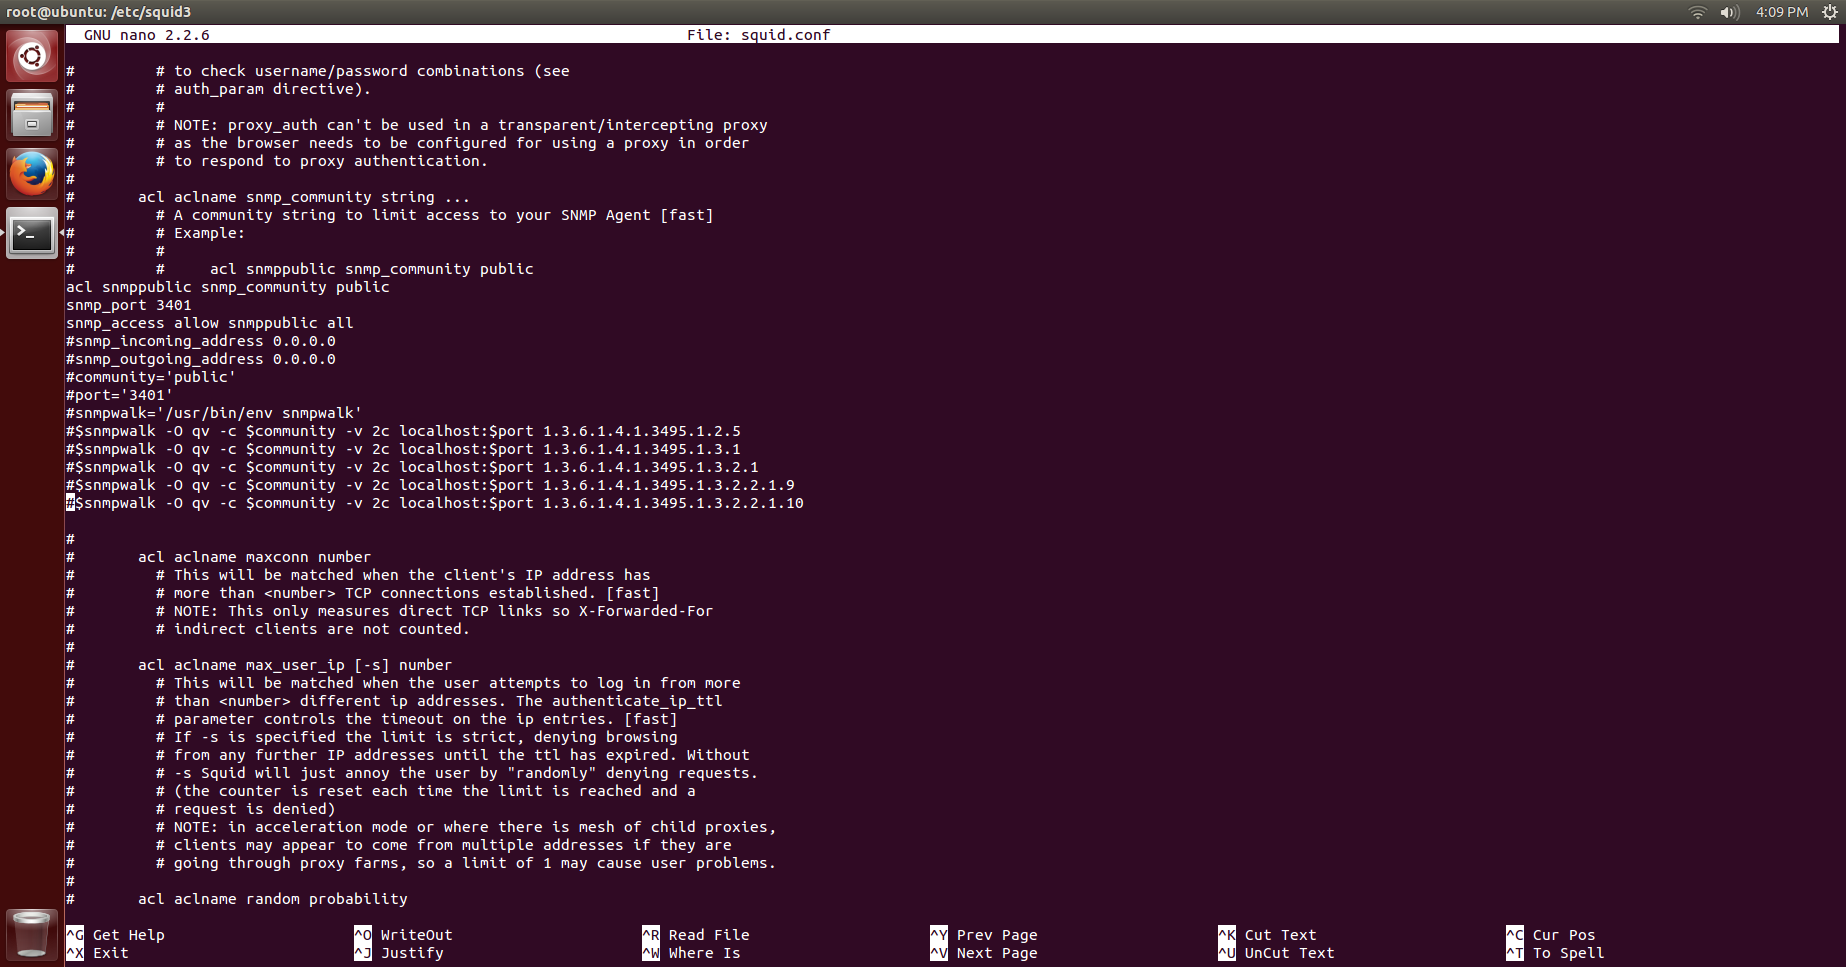 root@ubuntu: /etc/squid3
4:09 PM
GNU nano 2.2.6 File: squid.conf
# # to check username/password combinations (see
# # auth_param directive).
# #
# # NOTE: proxy_auth can't be used in a transparent/intercepting proxy
# # as the browser needs to be configured for using a proxy in order
# # to respond to proxy authentication.
#
# acl aclname snmp_community string ...
# # A community string to limit access to your SNMP Agent [fast]
# # Example:
# #
# # acl snmppublic snmp_community public
acl snmppublic snmp_community public
snmp_port 3401
snmp_access allow snmppublic all
#snmp_incoming_address 0.0.0.0
#snmp_outgoing_address 0.0.0.0
#community='public'
#port='3401'
#snmpwalk='/usr/bin/env snmpwalk'
#$snmpwalk -O qv -c $community -v 2c localhost:$port 1.3.6.1.4.1.3495.1.2.5
#$snmpwalk -O qv -c $community -v 2c localhost:$port 1.3.6.1.4.1.3495.1.3.1
#$snmpwalk -O qv -c $community -v 2c localhost:$port 1.3.6.1.4.1.3495.1.3.2.1
#$snmpwalk -O qv -c $community -v 2c localhost:$port 1.3.6.1.4.1.3495.1.3.2.2.1.9
#$snmpwalk -O qv -c $community -v 2c localhost:$port 1.3.6.1.4.1.3495.1.3.2.2.1.10
#
# acl aclname maxconn number
# # This will be matched when the client's IP address has
# # more than <number> TCP connections established. [fast]
# # NOTE: This only measures direct TCP links so X-Forwarded-For
# # indirect clients are not counted.
#
# acl aclname max_user_ip [-s] number
# # This will be matched when the user attempts to log in from more
# # than <number> different ip addresses. The authenticate_ip_ttl
# # parameter controls the timeout on the ip entries. [fast]
# # If -s is specified the limit is strict, denying browsing
# # from any further IP addresses until the ttl has expired. Without
# # -s Squid will just annoy the user by "randomly" denying requests.
# # (the counter is reset each time the limit is reached and a
# # request is denied)
# # NOTE: in acceleration mode or where there is mesh of child proxies,
# # clients may appear to come from multiple addresses if they are
# # going through proxy farms, so a limit of 1 may cause user problems.
#
# acl aclname random probability
^G Get Help ^O WriteOut ^R Read File ^Y Prev Page ^K Cut Text ^C Cur Pos
^X Exit ^J Justify ^W Where Is ^V Next Page ^U UnCut Text ^T To Spell